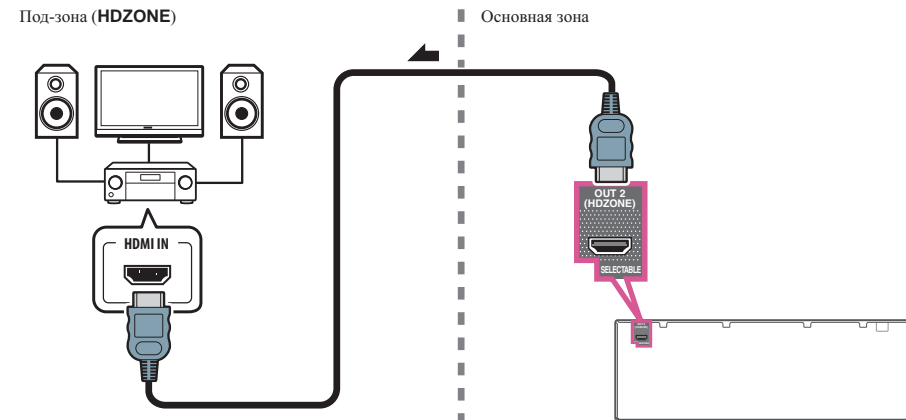 Под-зона (HDZONE)
Основная зона
OUT 2
(HDZONE)
HDMI IN
SELECTABLE